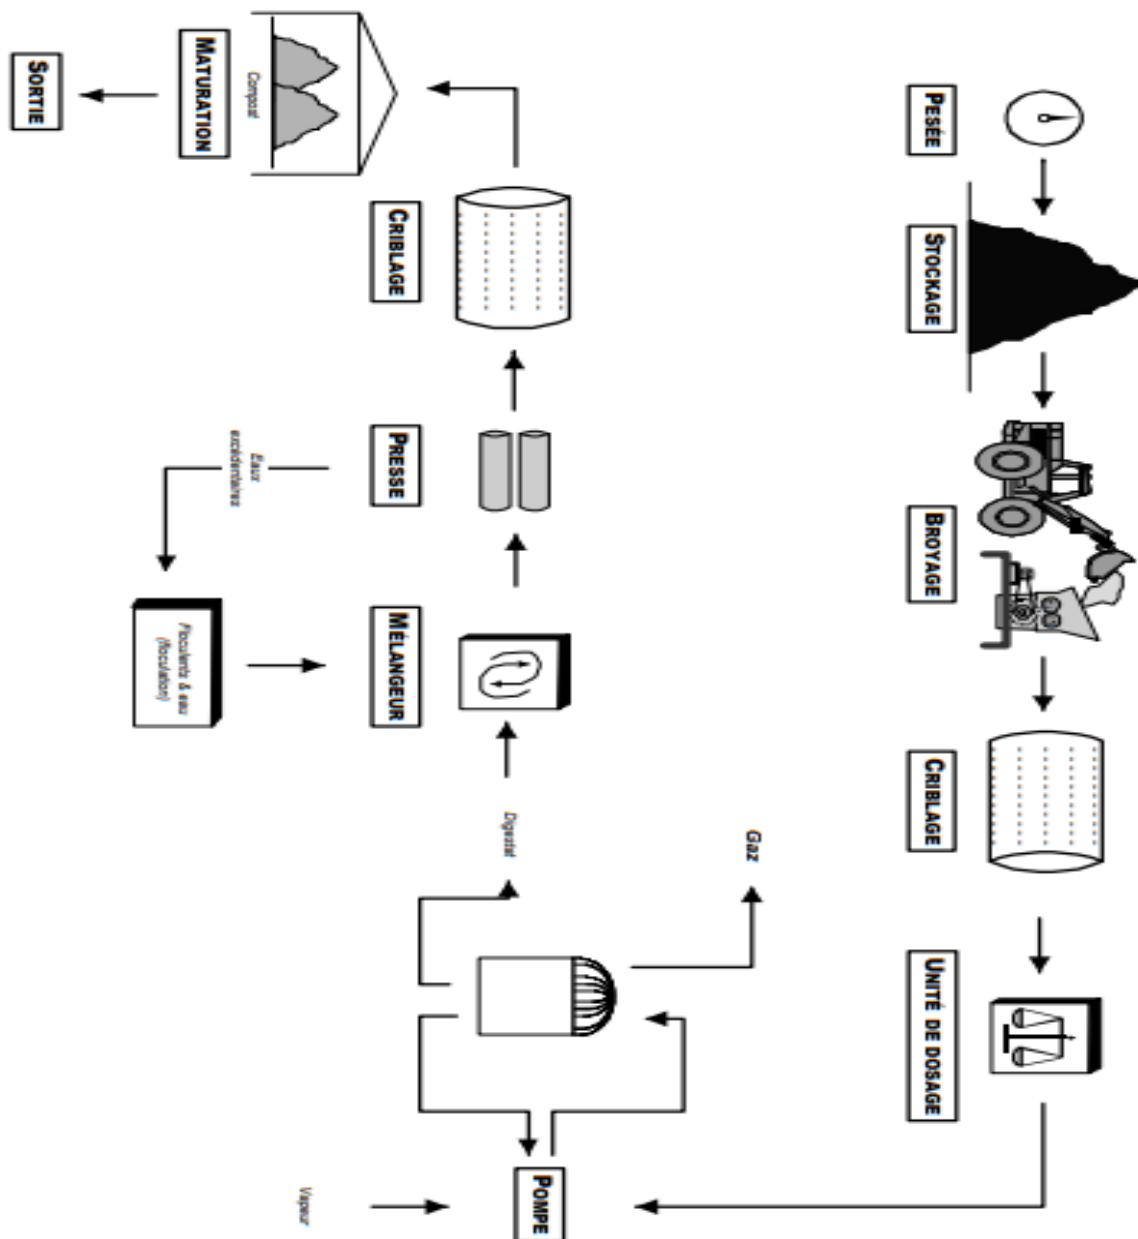 PESÉE
STOCKAGE
BROYAGE
CRIBLAGE
UNITÉ DE DOSAGE
POMPE
Vapeur
Gaz
Digestat
MÉLANGEUR
Floculents & eau
(floculation)
PRESSE
Eaux
excédentaires
CRIBLAGE
Compost
MATURATION
SORTIE